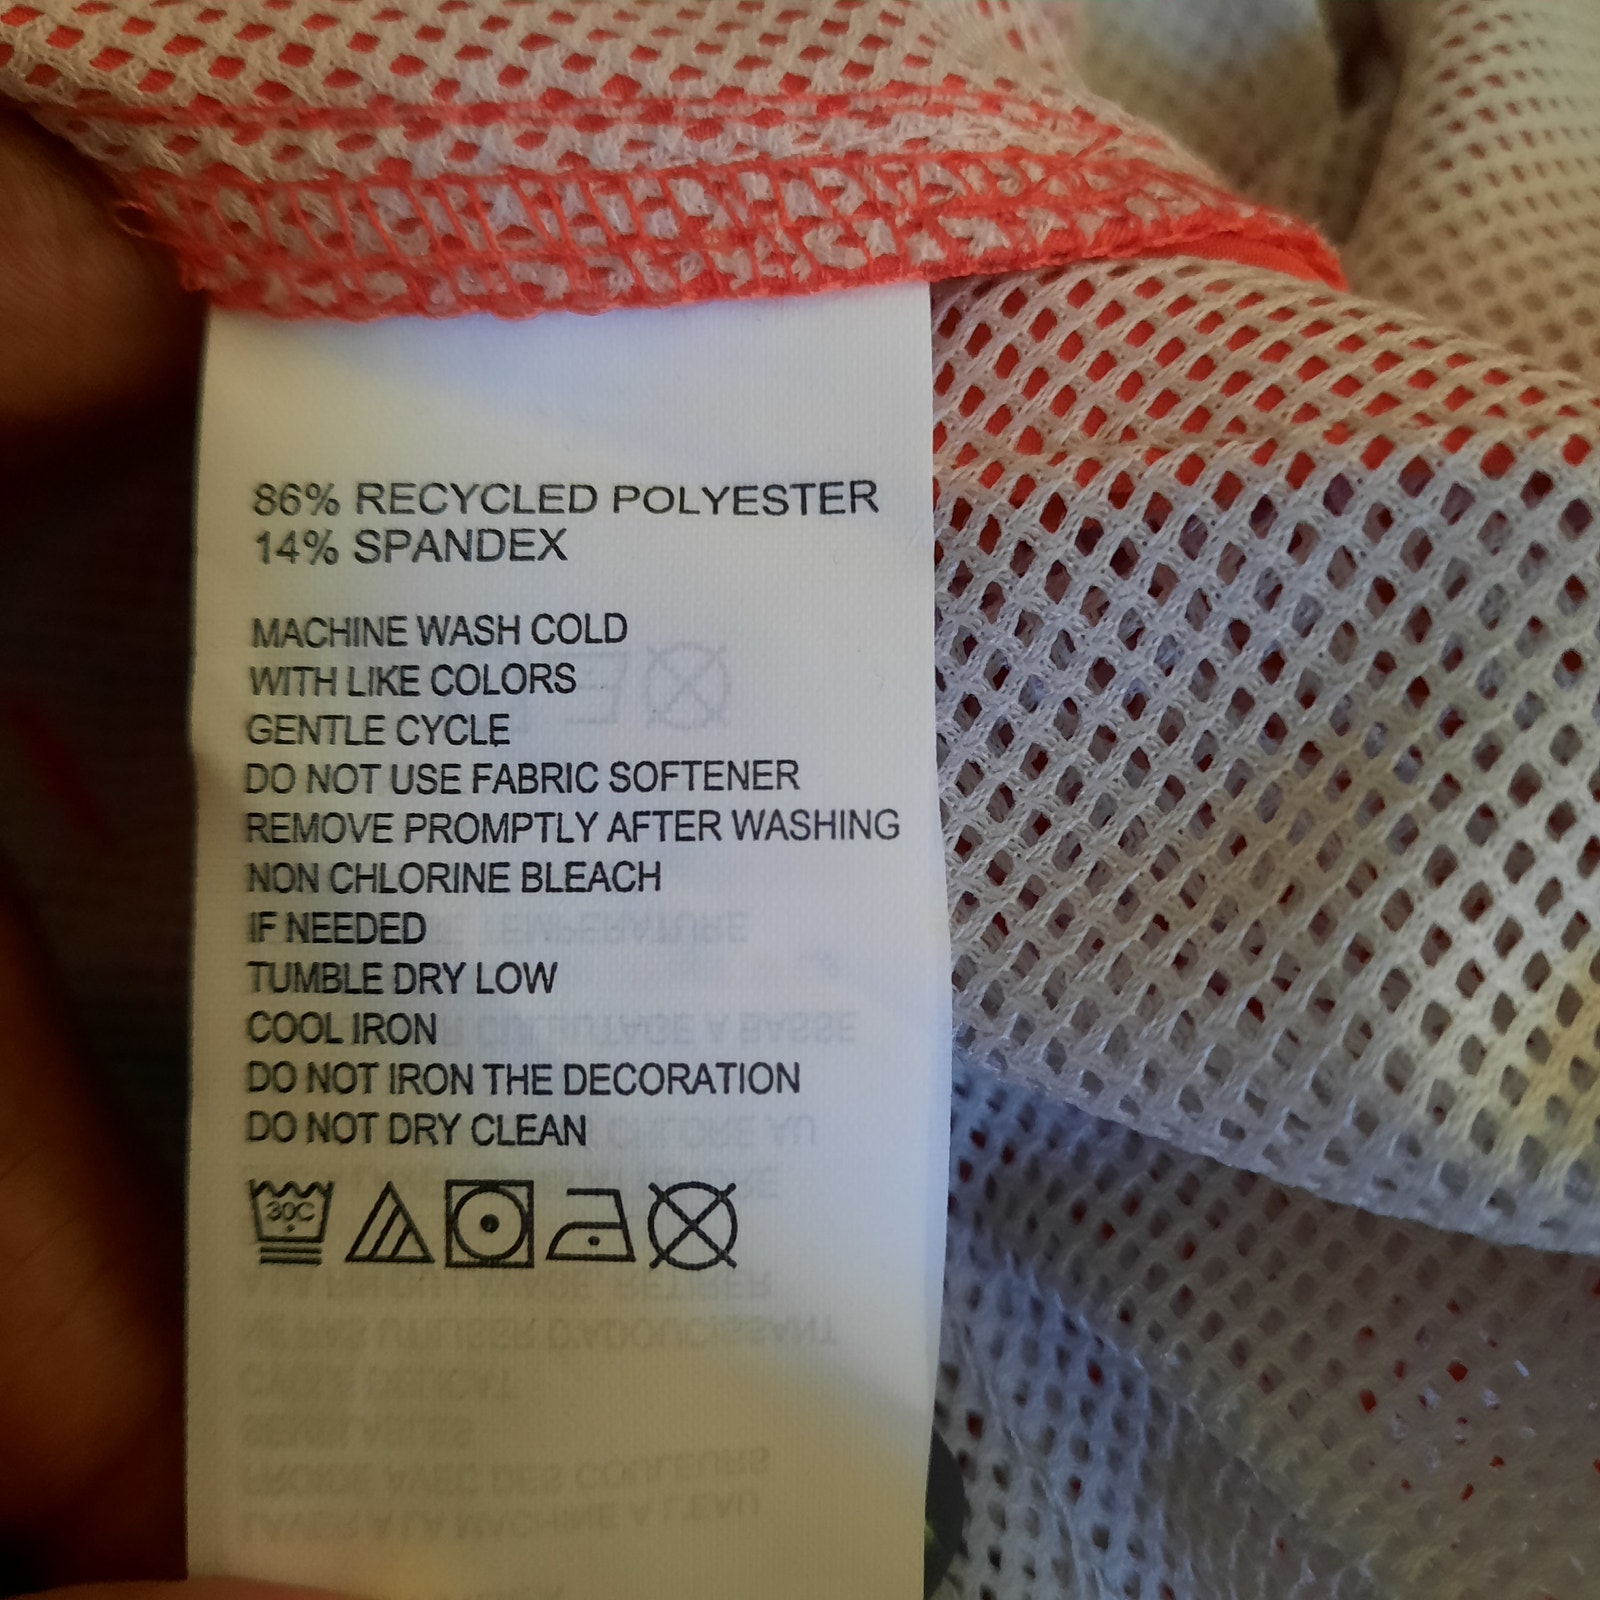 86% RECYCLED POLYESTER
14% SPANDEX
MACHINE WASH COLD
WITH LIKE COLORS
GENTLE CYCLE
DO NOT USE FABRIC SOFTENER
REMOVE PROMPTLY AFTER WASHING
NON CHLORINE BLEACH
IF NEEDED
TUMBLE DRY LOW
COOL IRON
DO NOT IRON THE DECORATION
DO NOT DRY CLEAN
30C